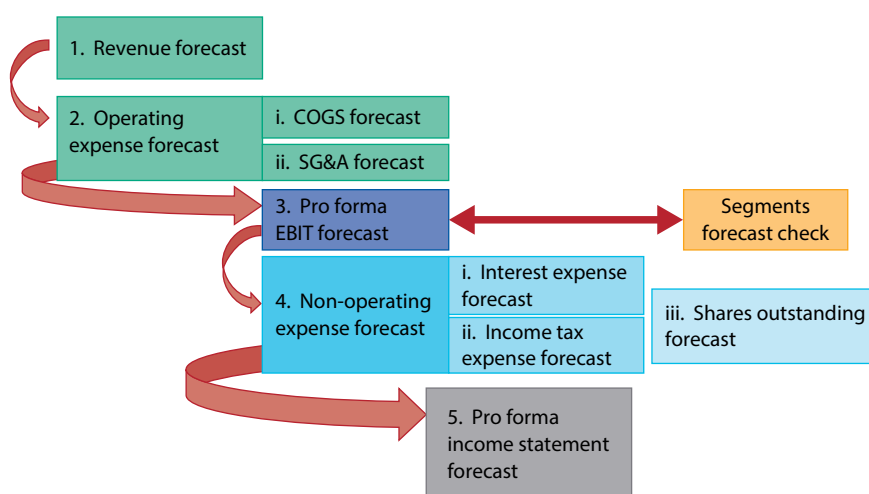 1. Revenue forecast
2. Operating
expense forecast
i. COGS forecast
ii. SG&A forecast
3. Pro forma
EBIT forecast
Segments
forecast check
4. Non-operating
expense forecast
i. Interest expense
forecast
ii. Income tax
expense forecast
iii. Shares outstanding
forecast
5. Pro forma
income statement
forecast